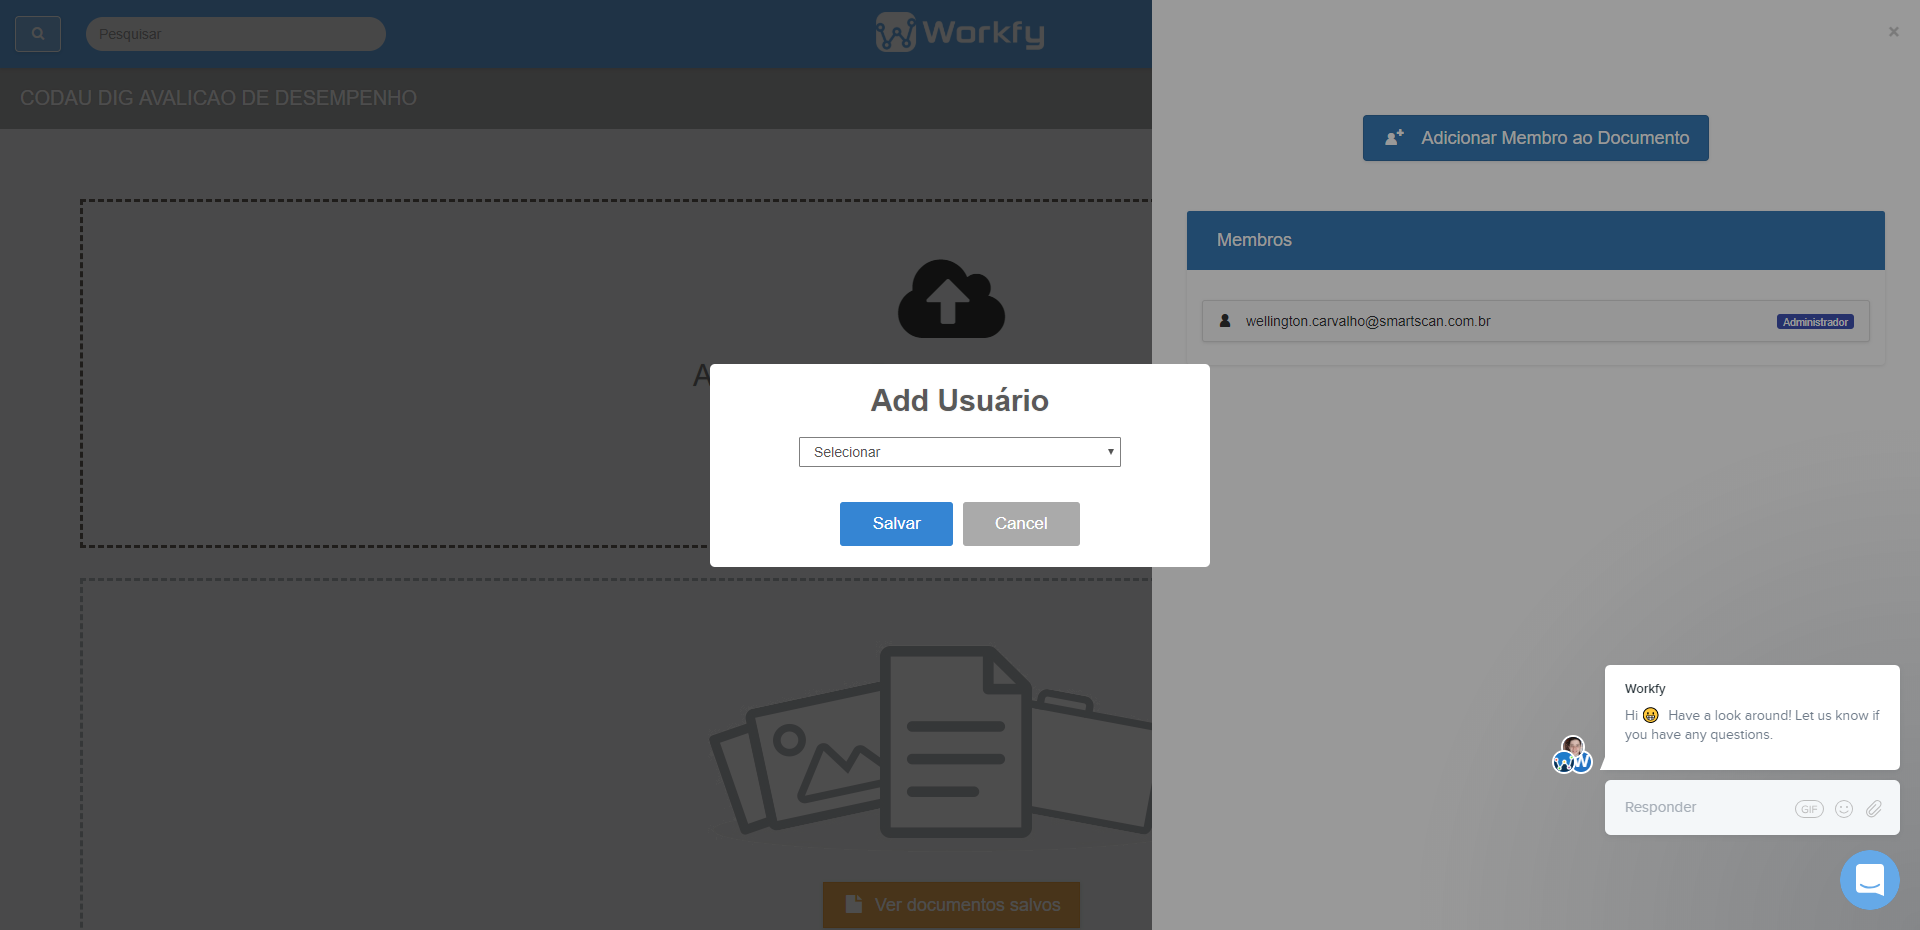 Pesquisar
Workfy
CODAU DIG AVALICAO DE DESEMPENHO
Adicionar Membro ao Documento
Membros
wellington.carvalho@smartscan.com.br
Administrador
A
Add Usuário
Selecionar
Salvar
Cancel
Ver documentos salvos
Workfy
Hi 😀 Have a look around! Let us know if
you have any questions.
Responder
GIF